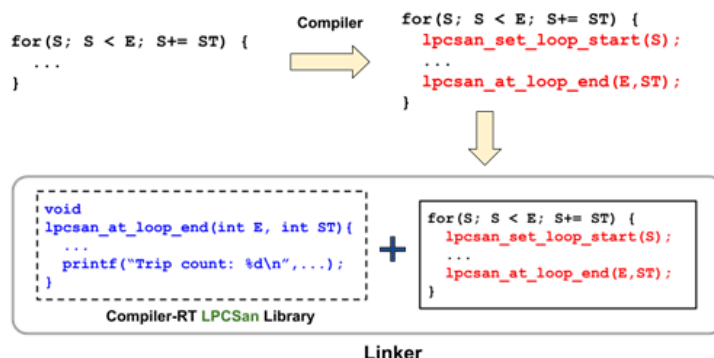 for(S; S < E; S+= ST) {
...
}
Compiler
for(S; S < E; S+= ST) {
lpcsan_set_loop_start(S);
...
lpcsan_at_loop_end(E,ST);
}
void
lpcsan_at_loop_end(int E, int ST){
...
printf(“Trip count: %d\n”,...);
}
Compiler-RT LPCSan Library
+
for(S; S < E; S+= ST) {
lpcsan_set_loop_start(S);
...
lpcsan_at_loop_end(E,ST);
}
Linker